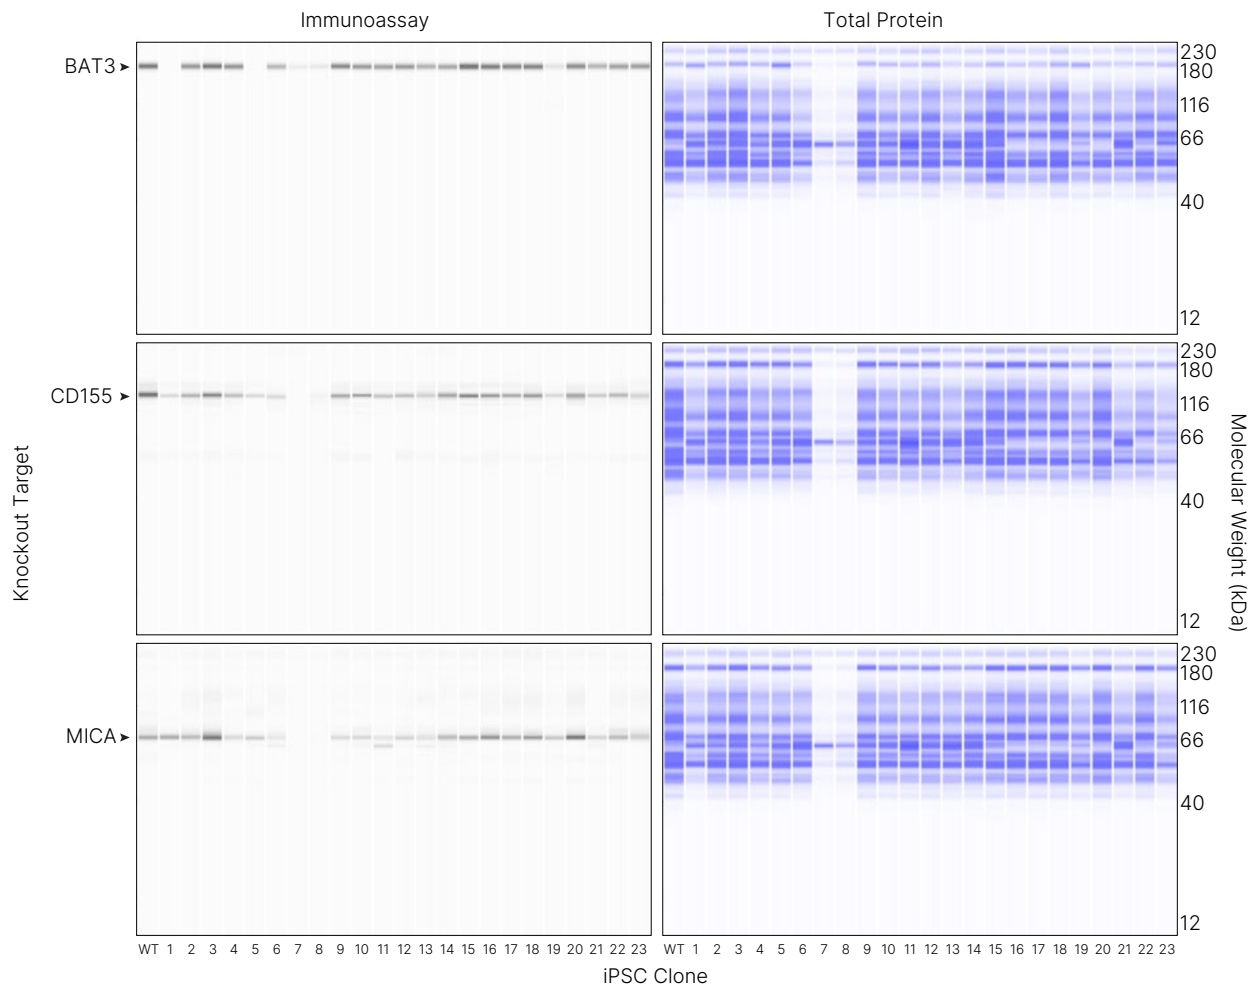 Immunoassay
Total Protein
BAT3
230
180
116
66
40
12
CD155
230
180
116
66
40
12
MICA
230
180
116
66
40
12
Knockout Target
Molecular Weight (kDa)
WT 1 2 3 4 5 6 7 8 9 10 11 12 13 14 15 16 17 18 19 20 21 22 23
WT 1 2 3 4 5 6 7 8 9 10 11 12 13 14 15 16 17 18 19 20 21 22 23
iPSC Clone